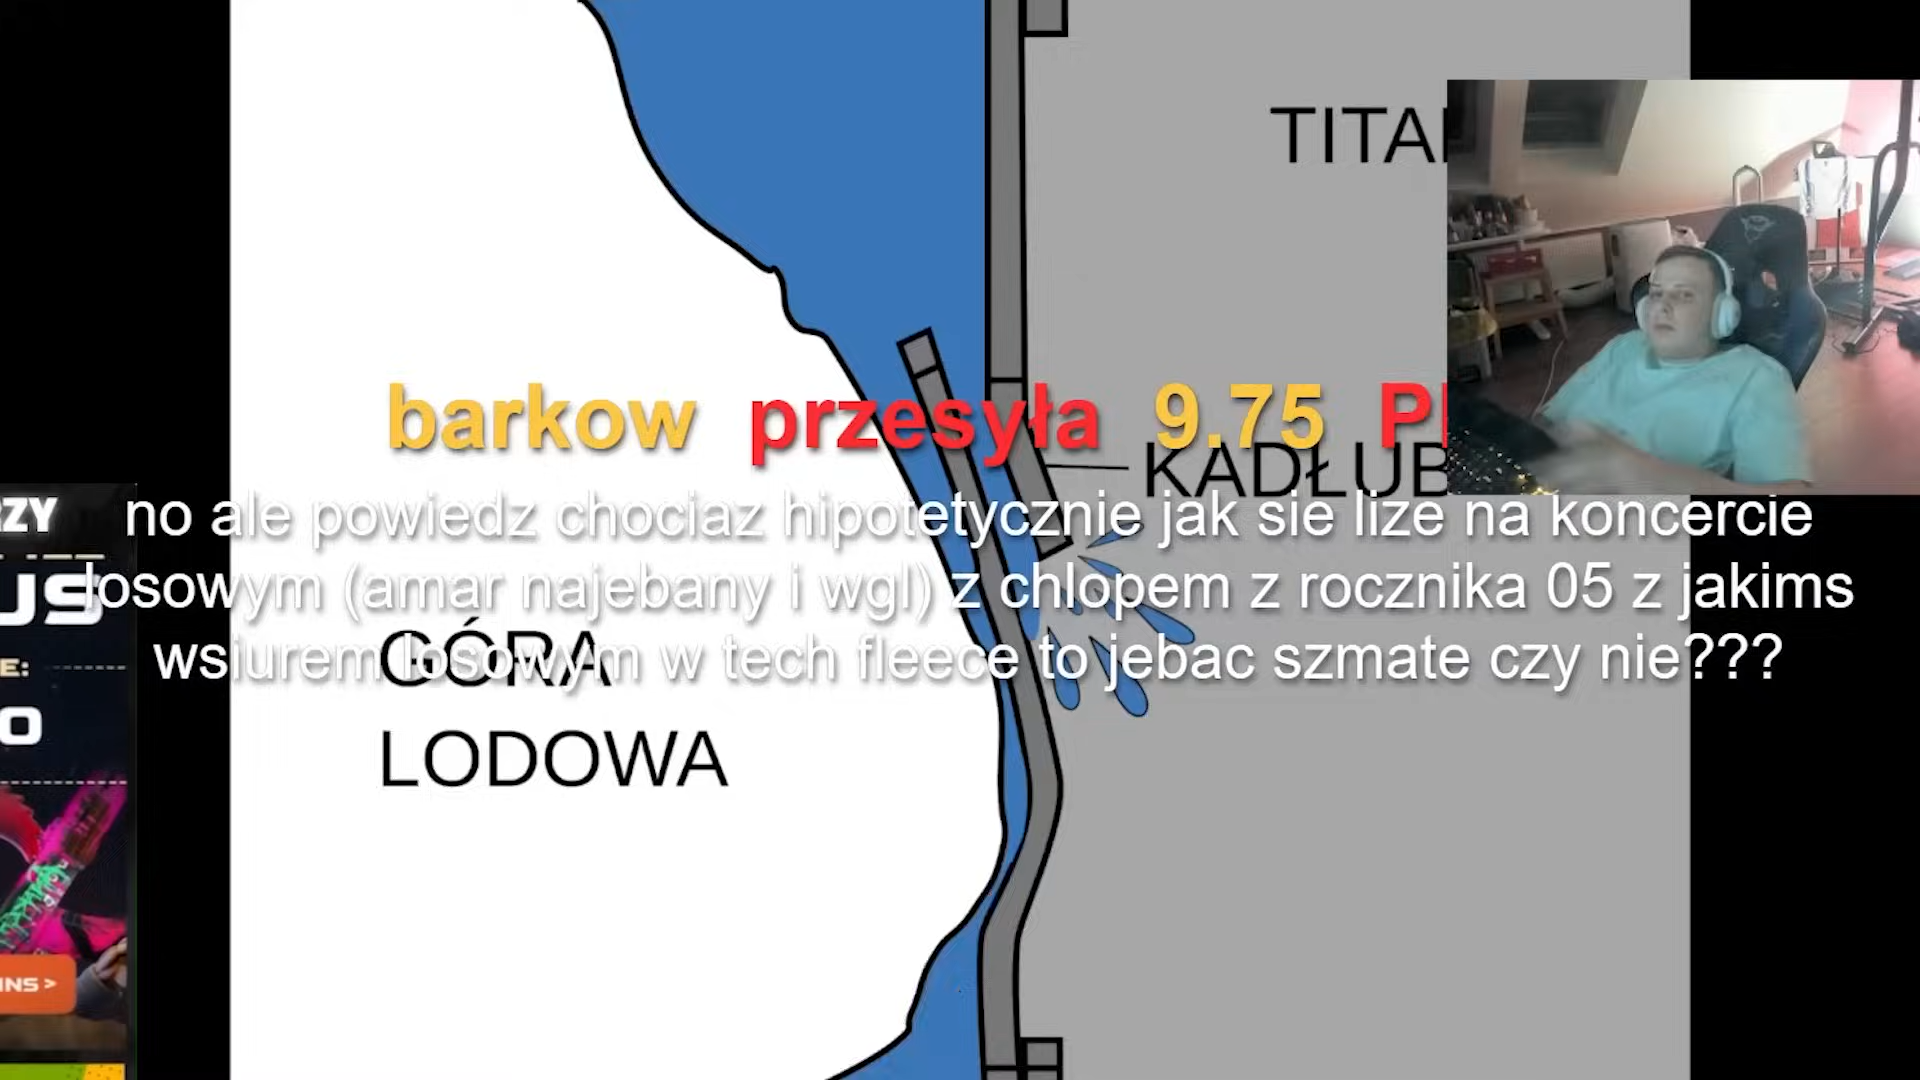 TITA
barkow przesyła 9.75 P
KADŁUB
no ale powiedz chociaz hipotetycznie jak sie lize na koncercie
losowym (amar najebany i wgl) z chlopem z rocznika 05 z jakims
wsiurem losowym w tech fleece to jebac szmate czy nie???
GÓRA
LODOWA
ZY
US
E:
O
INS >